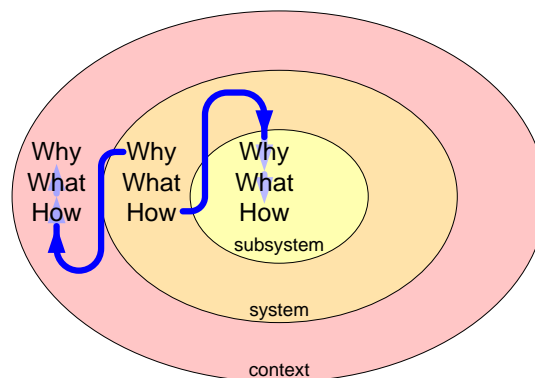 Why Why Why
What What What
How How How
subsystem
system
context